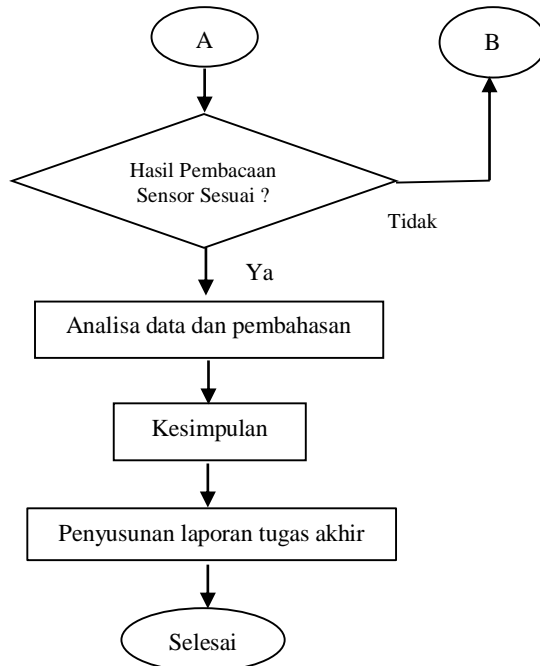 A
B
Hasil Pembacaan
Sensor Sesuai ?
Tidak
Ya
Analisa data dan pembahasan
Kesimpulan
Penyusunan laporan tugas akhir
Selesai